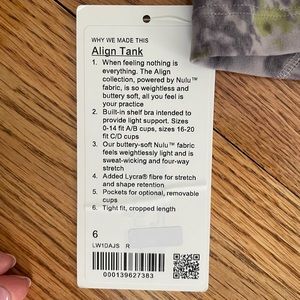 WHY WE MADE THIS
Align Tank
1. When feeling nothing is
everything. The Align
collection, powered by Nulu™
fabric, is so weightless and
buttery soft, all you feel is
your practice
2. Built-in shelf bra intended to
provide light support. Sizes
0-14 fit A/B cups, sizes 16-20
fit C/D cups
3. Our buttery-soft Nulu™ fabric
feels weightlessly light and is
sweat-wicking and four-way
stretch
4. Added Lycra® fibre for stretch
and shape retention
5. Pockets for optional, removable
cups
6. Tight fit, cropped length
6
LW1DAJS R
000139627383